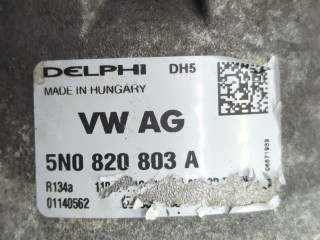 DELPHI DH5
MADE IN HUNGARY
VW AG
5N0 820 803 A
R134a
01140562